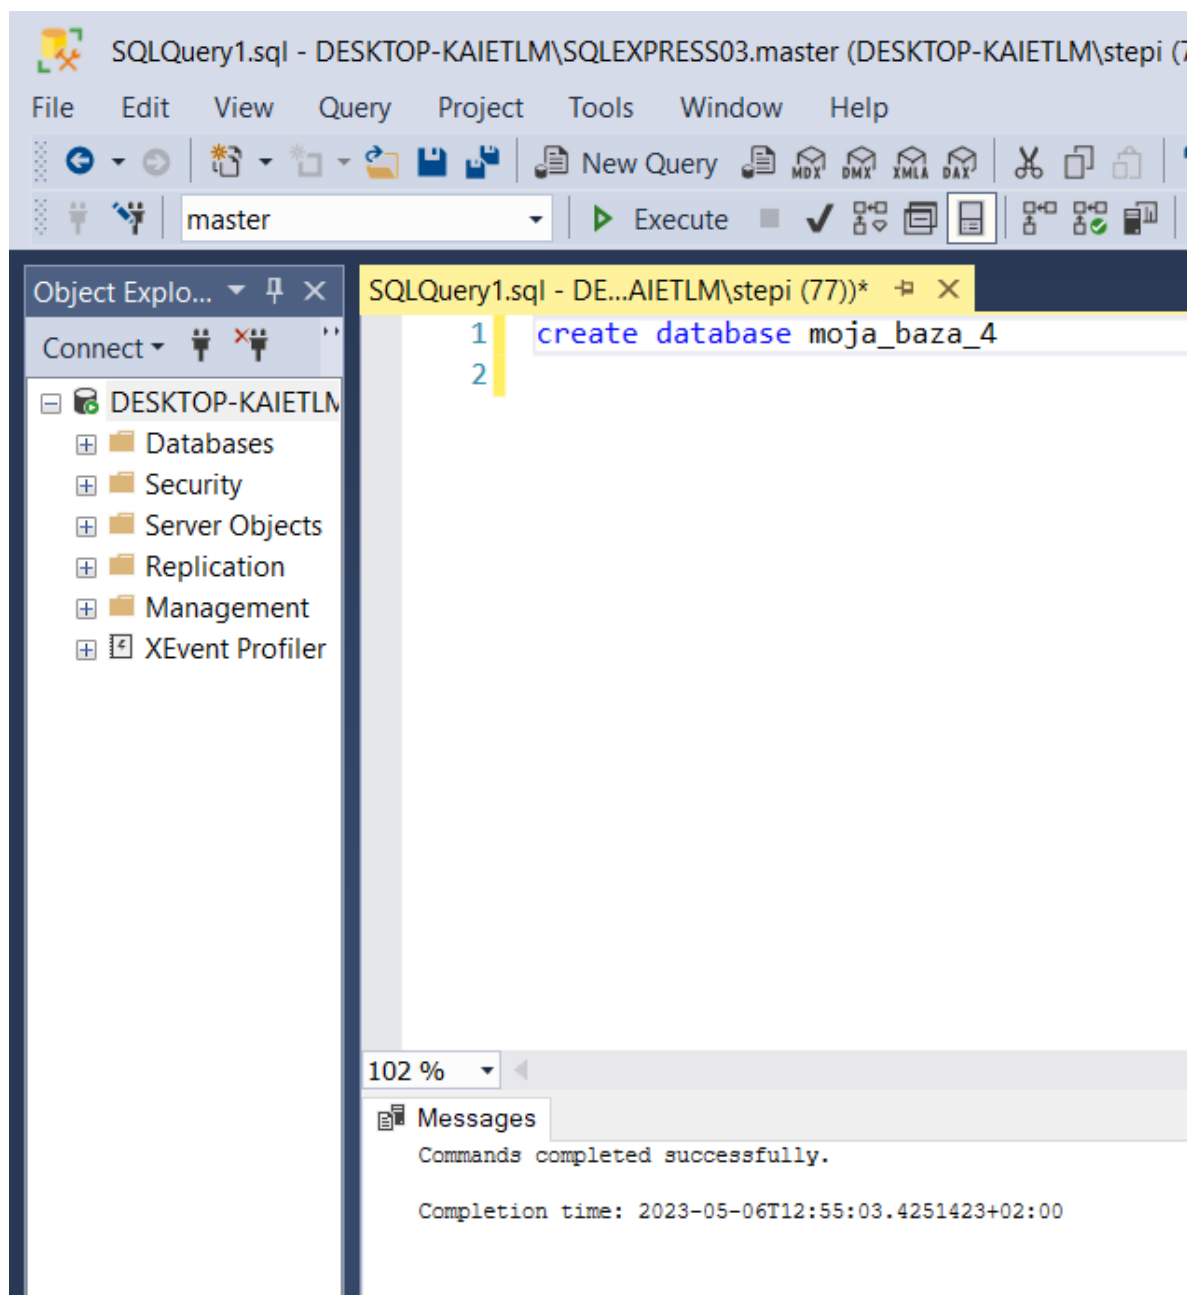 SQLQuery1.sql - DESKTOP-KAIETLM\SQLEXPRESS03.master (DESKTOP-KAIETLM\stepi (7
File Edit View Query Project Tools Window Help
New Query MDX DMX XMLA DAX
master Execute
Object Explo...
SQLQuery1.sql - DE...AIETLM\stepi (77))*
Connect
1 create database moja_baza_4
2
DESKTOP-KAIETLM
Databases
Security
Server Objects
Replication
Management
XEvent Profiler
102 %
Messages
Commands completed successfully.
Completion time: 2023-05-06T12:55:03.4251423+02:00